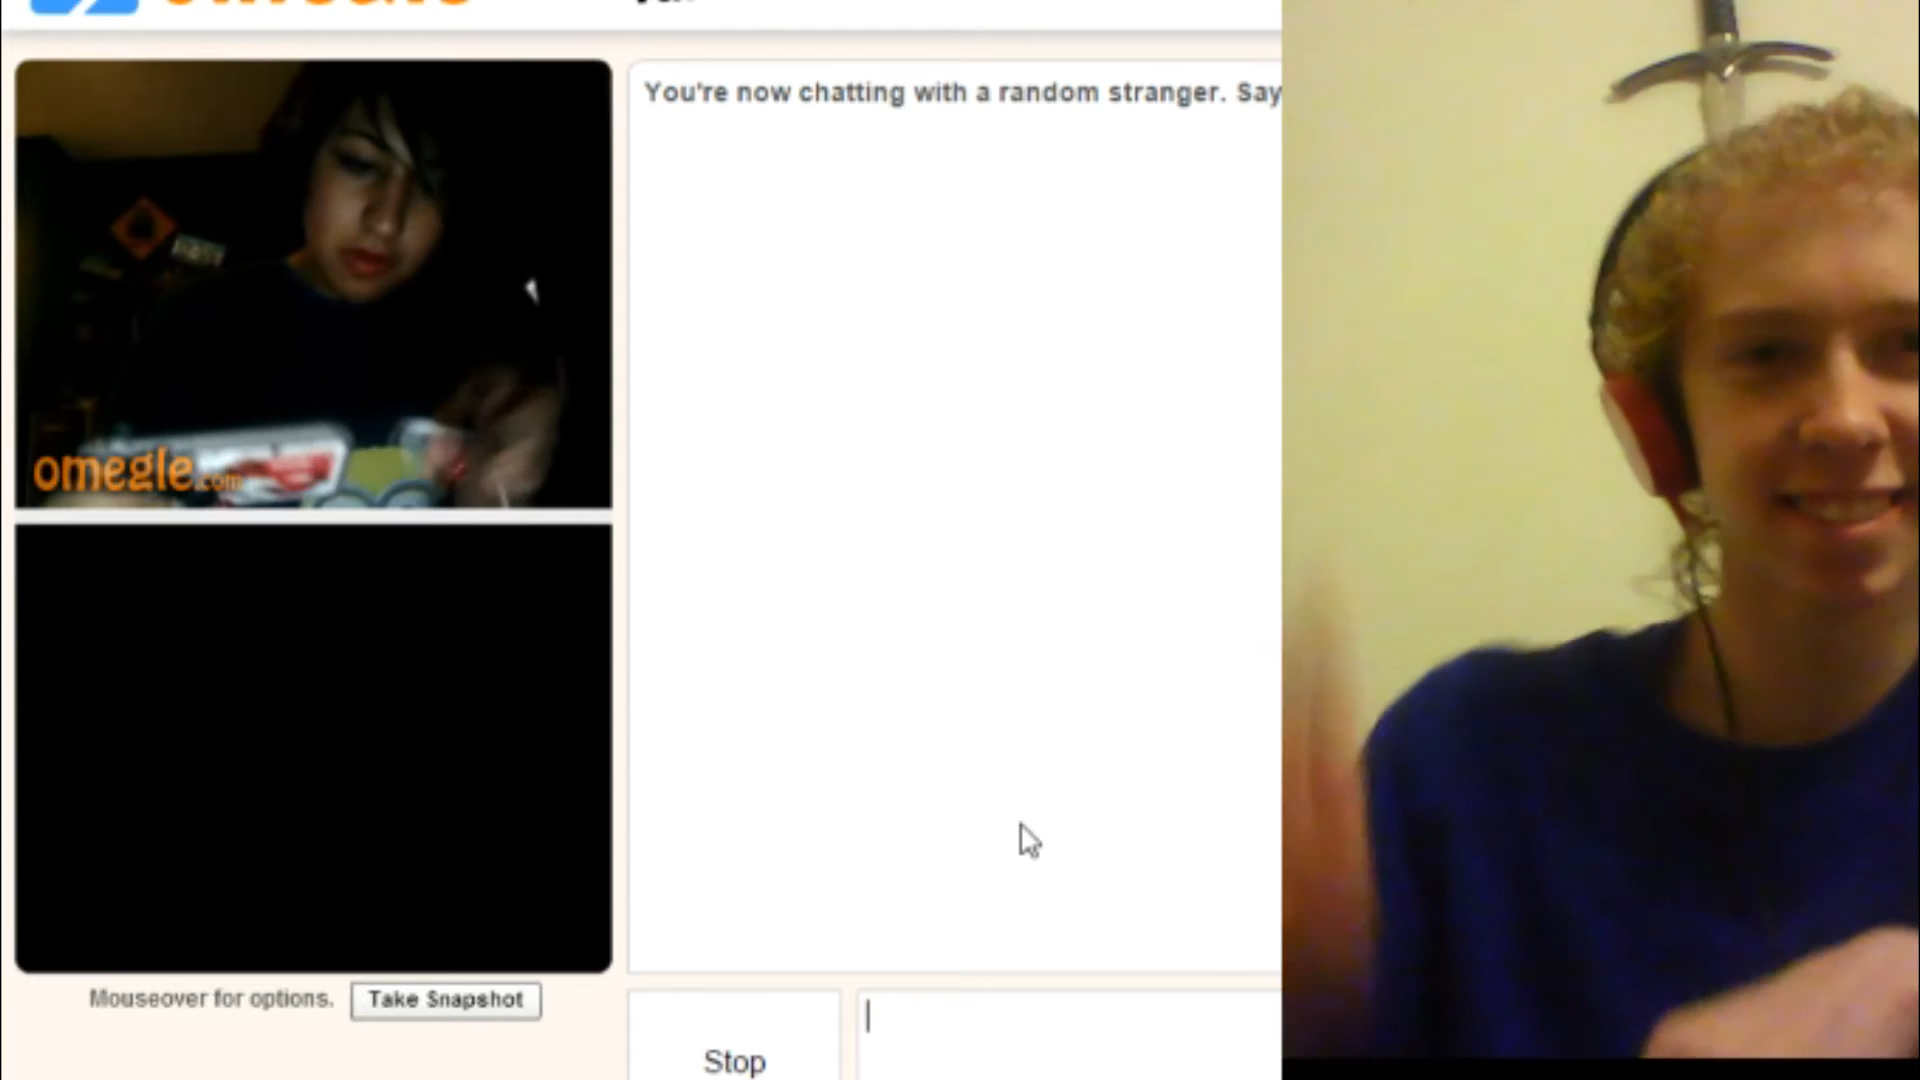 You're now chatting with a random stranger. Say
omegle.com
Mouseover for options.
Take Snapshot
Stop